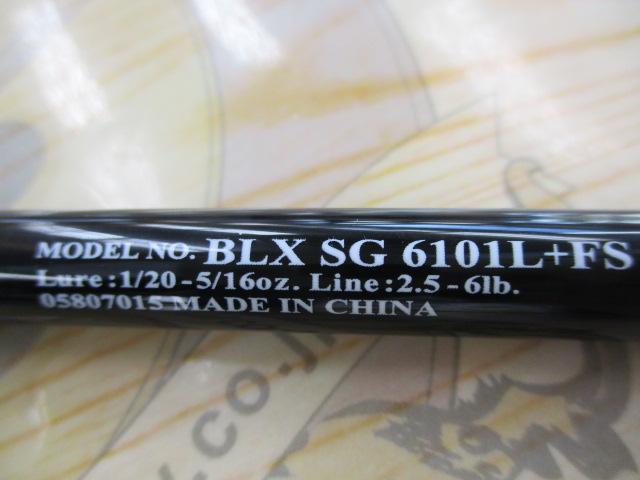 MODEL NO. BLX SG 6101L+FS
Lure:1/20-5/16oz. Line:2.5-6lb.
05807015 MADE IN CHINA
.co.j